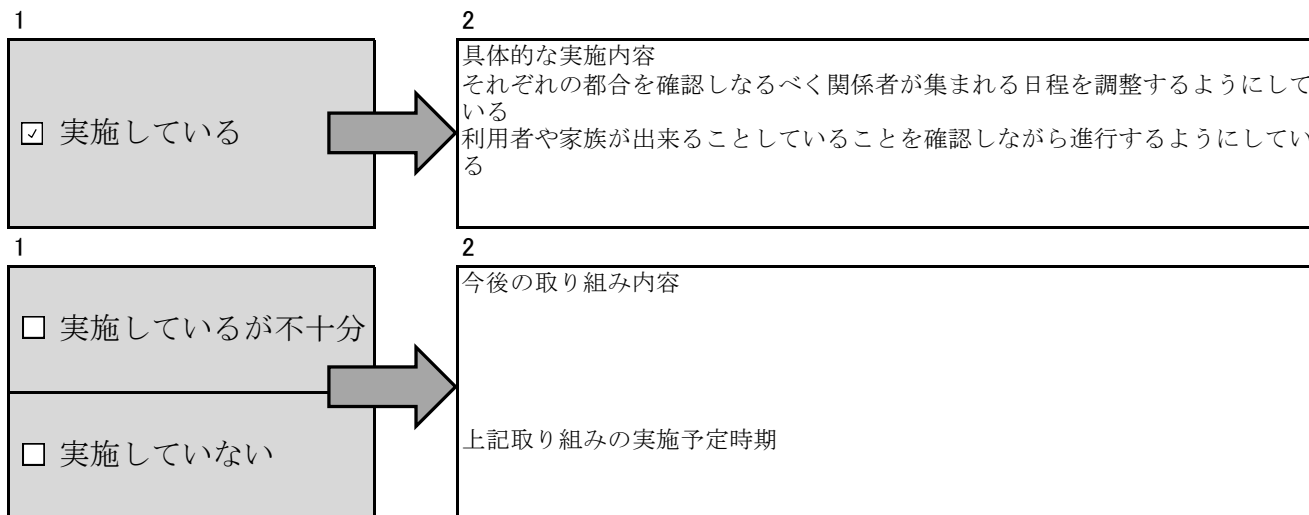 1
2
☑ 実施している
具体的な実施内容
それぞれの都合を確認しなるべく関係者が集まれる日程を調整するようにして
いる
利用者や家族が出来ることしていることを確認しながら進行するようにしてい
る
1
2
☐ 実施しているが不十分
今後の取り組み内容
☐ 実施していない
上記取り組みの実施予定時期